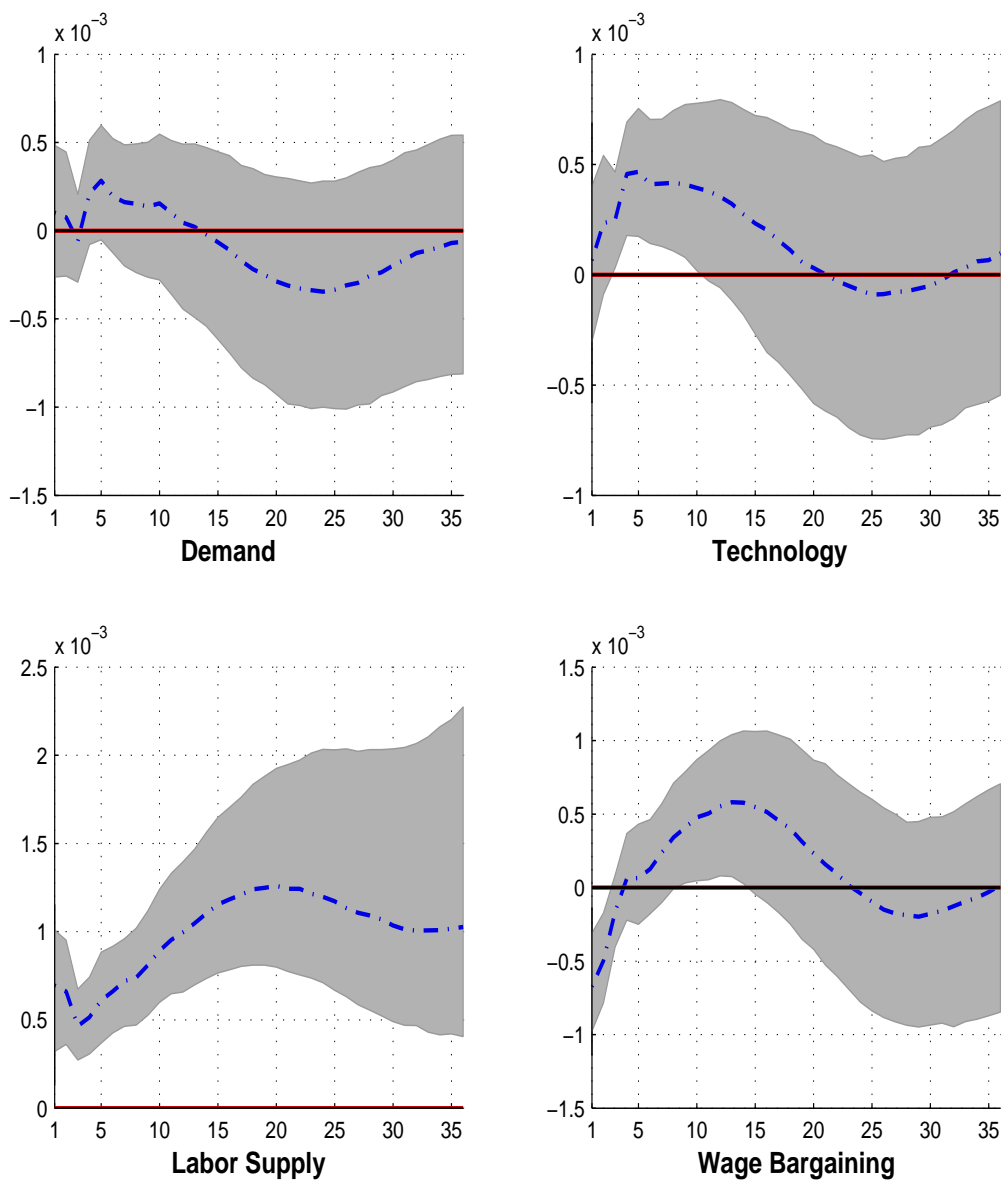 x 10⁻³ x 10⁻³
1 1
0.5 0.5
0 0
−0.5 −0.5
−1 −1
−1.5
1 5 10 15 20 25 30 35 1 5 10 15 20 25 30 35
Demand Technology
x 10⁻³ x 10⁻³
2.5 1.5
2 1
1.5 0.5
1 0
0.5 −0.5
0 −1
−1.5
1 5 10 15 20 25 30 35 1 5 10 15 20 25 30 35
Labor Supply Wage Bargaining